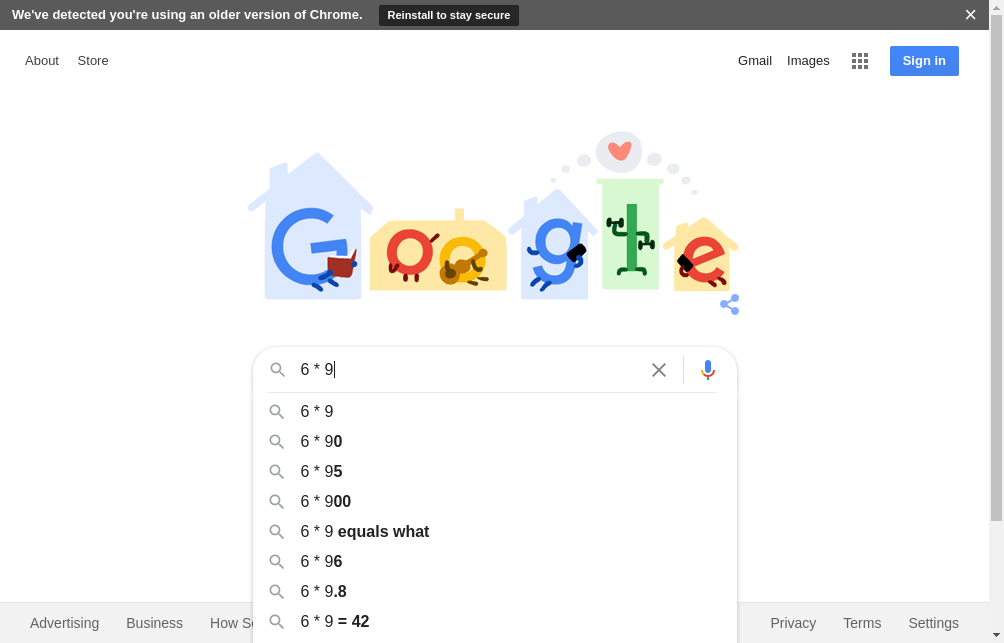 We've detected you're using an older version of Chrome. Reinstall to stay secure
About Store Gmail Images Sign in
6 * 9
6 * 9
6 * 90
6 * 95
6 * 900
6 * 9 equals what
6 * 96
6 * 9.8
6 * 9 = 42
Advertising Business How Privacy Terms Settings